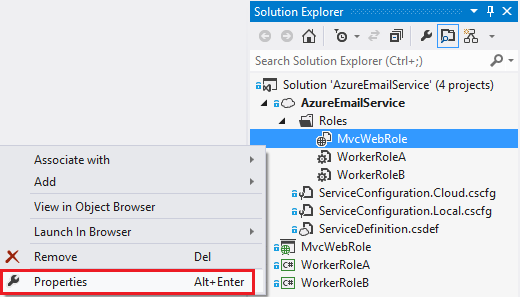 Solution Explorer
Search Solution Explorer (Ctrl+;)
Solution 'AzureEmailService' (4 projects)
AzureEmailService
Roles
MvcWebRole
WorkerRoleA
WorkerRoleB
ServiceConfiguration.Cloud.cscfg
ServiceConfiguration.Local.cscfg
ServiceDefinition.csdef
MvcWebRole
C# WorkerRoleA
C# WorkerRoleB
Associate with
Add
View in Object Browser
Launch In Browser
Remove Del
Properties Alt+Enter